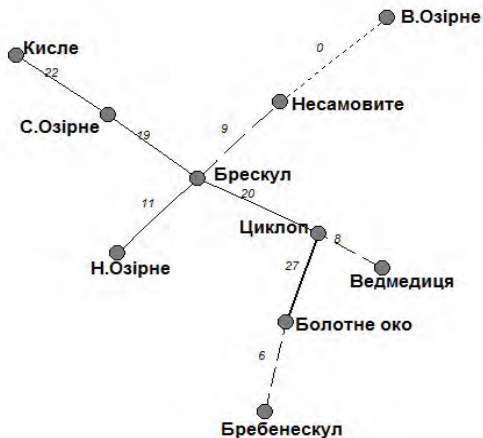 В.Озірне
Кисле
0
22
Несамовите
С.Озірне
9
19
Брескул
20
11
Циклоп
8
Н.Озірне
27
Ведмедиця
Болотне око
6
Бребенескул